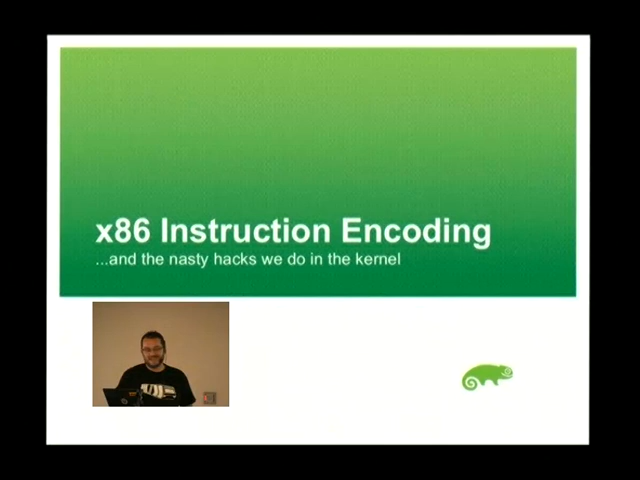 x86 Instruction Encoding
...and the nasty hacks we do in the kernel